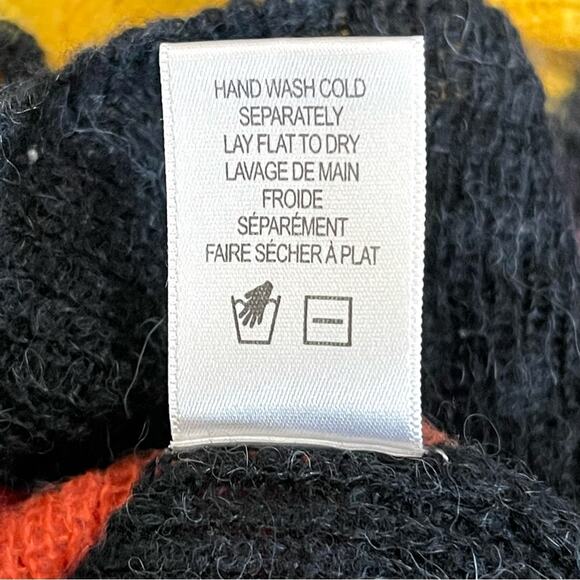 HAND WASH COLD
SEPARATELY
LAY FLAT TO DRY
LAVAGE DE MAIN
FROIDE
SÉPARÉMENT
FAIRE SÉCHER À PLAT